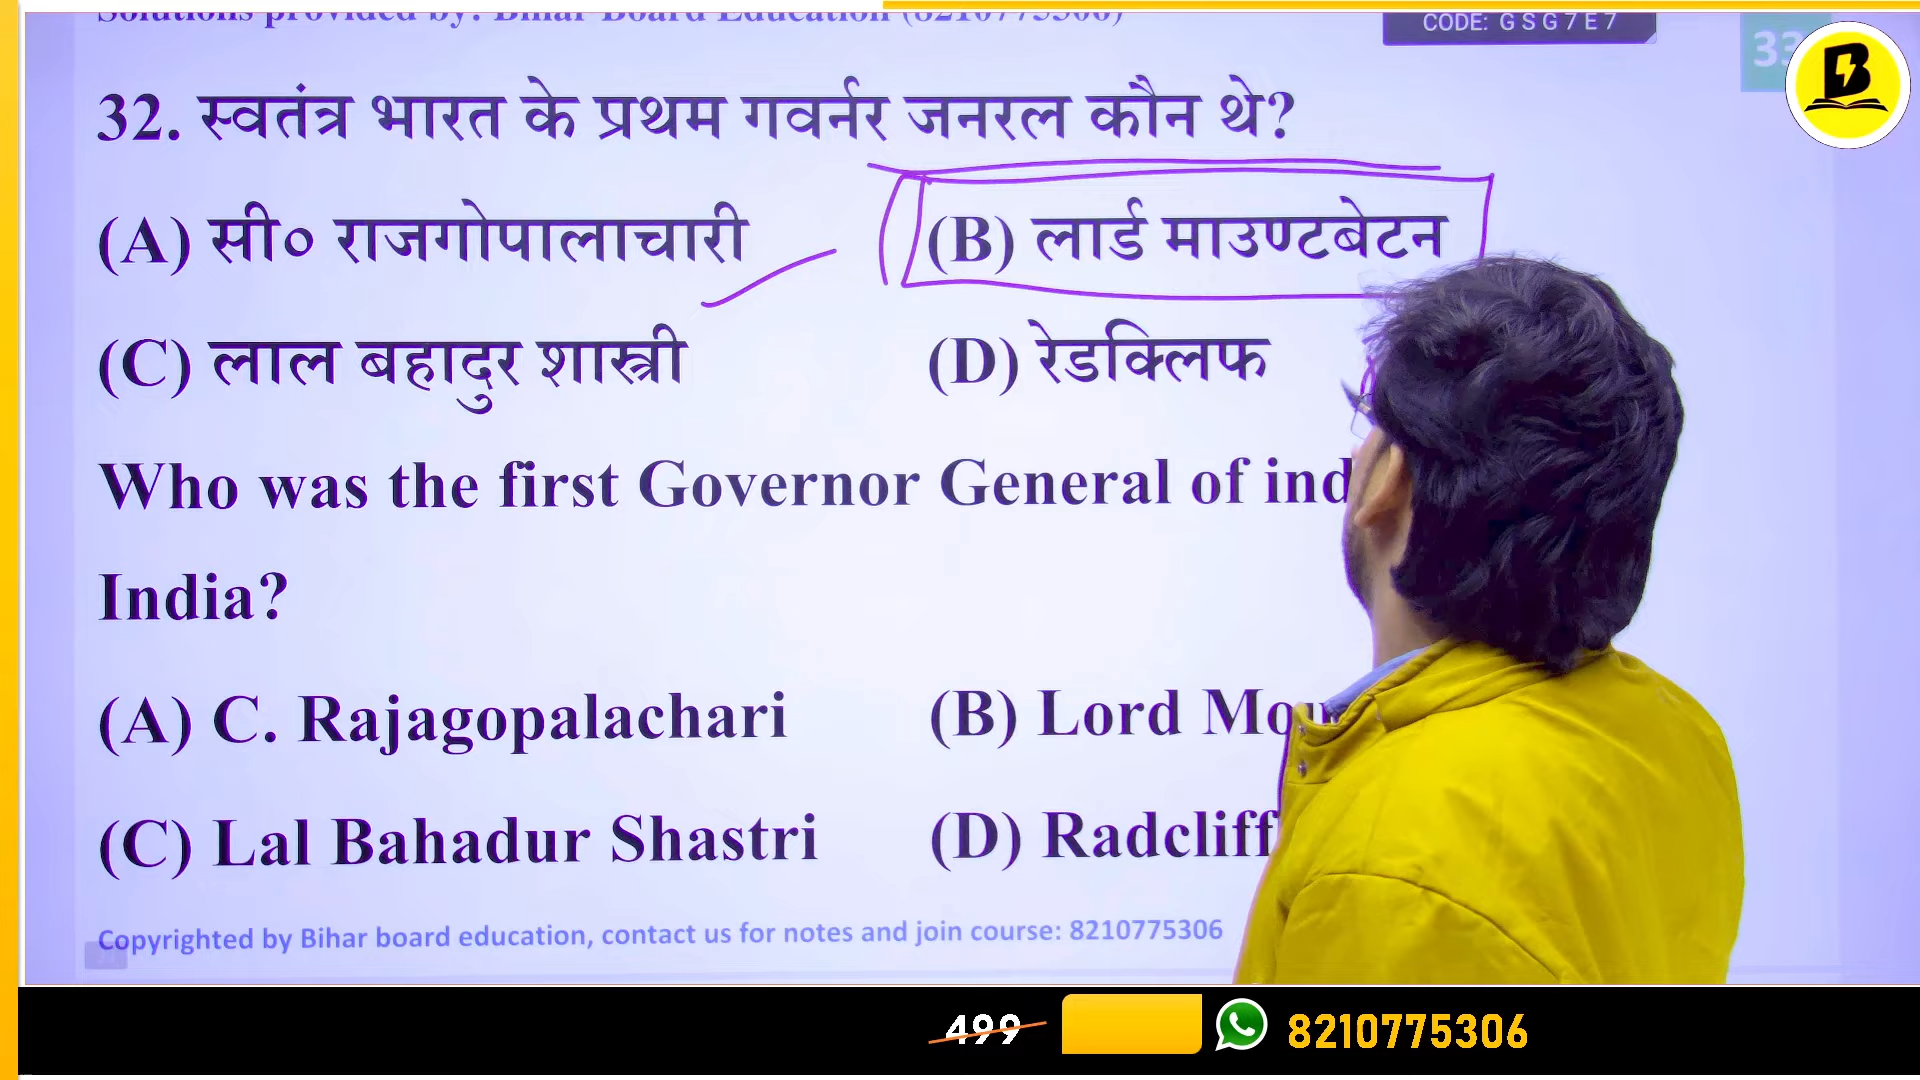 Solutions provided by: Bihar Board Education (8210775306)
CODE: G S G 7 E 7
33
B
32. स्वतंत्र भारत के प्रथम गवर्नर जनरल कौन थे?
(A) सी० राजगोपालाचारी (B) लार्ड माउण्टबेटन
(C) लाल बहादुर शास्त्री (D) रेडक्लिफ
Who was the first Governor General of ind
India?
(A) C. Rajagopalachari (B) Lord Mou
(C) Lal Bahadur Shastri (D) Radcliff
Copyrighted by Bihar board education, contact us for notes and join course: 8210775306
499 8210775306